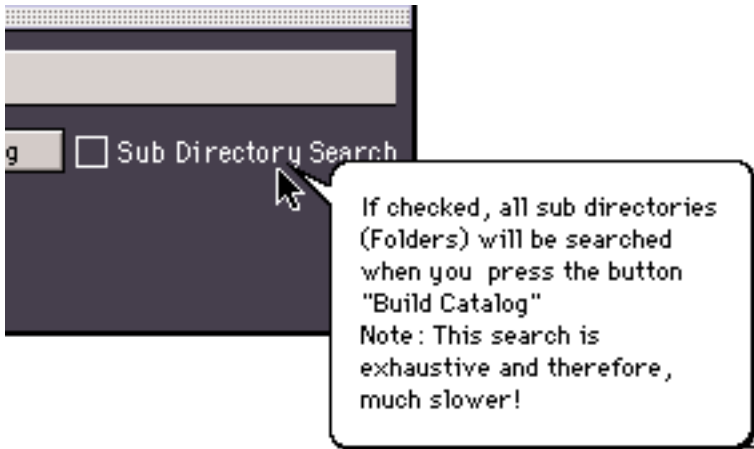 g
Sub Directory Search
If checked, all sub directories
(Folders) will be searched
when you press the button
"Build Catalog"
Note: This search is
exhaustive and therefore,
much slower!